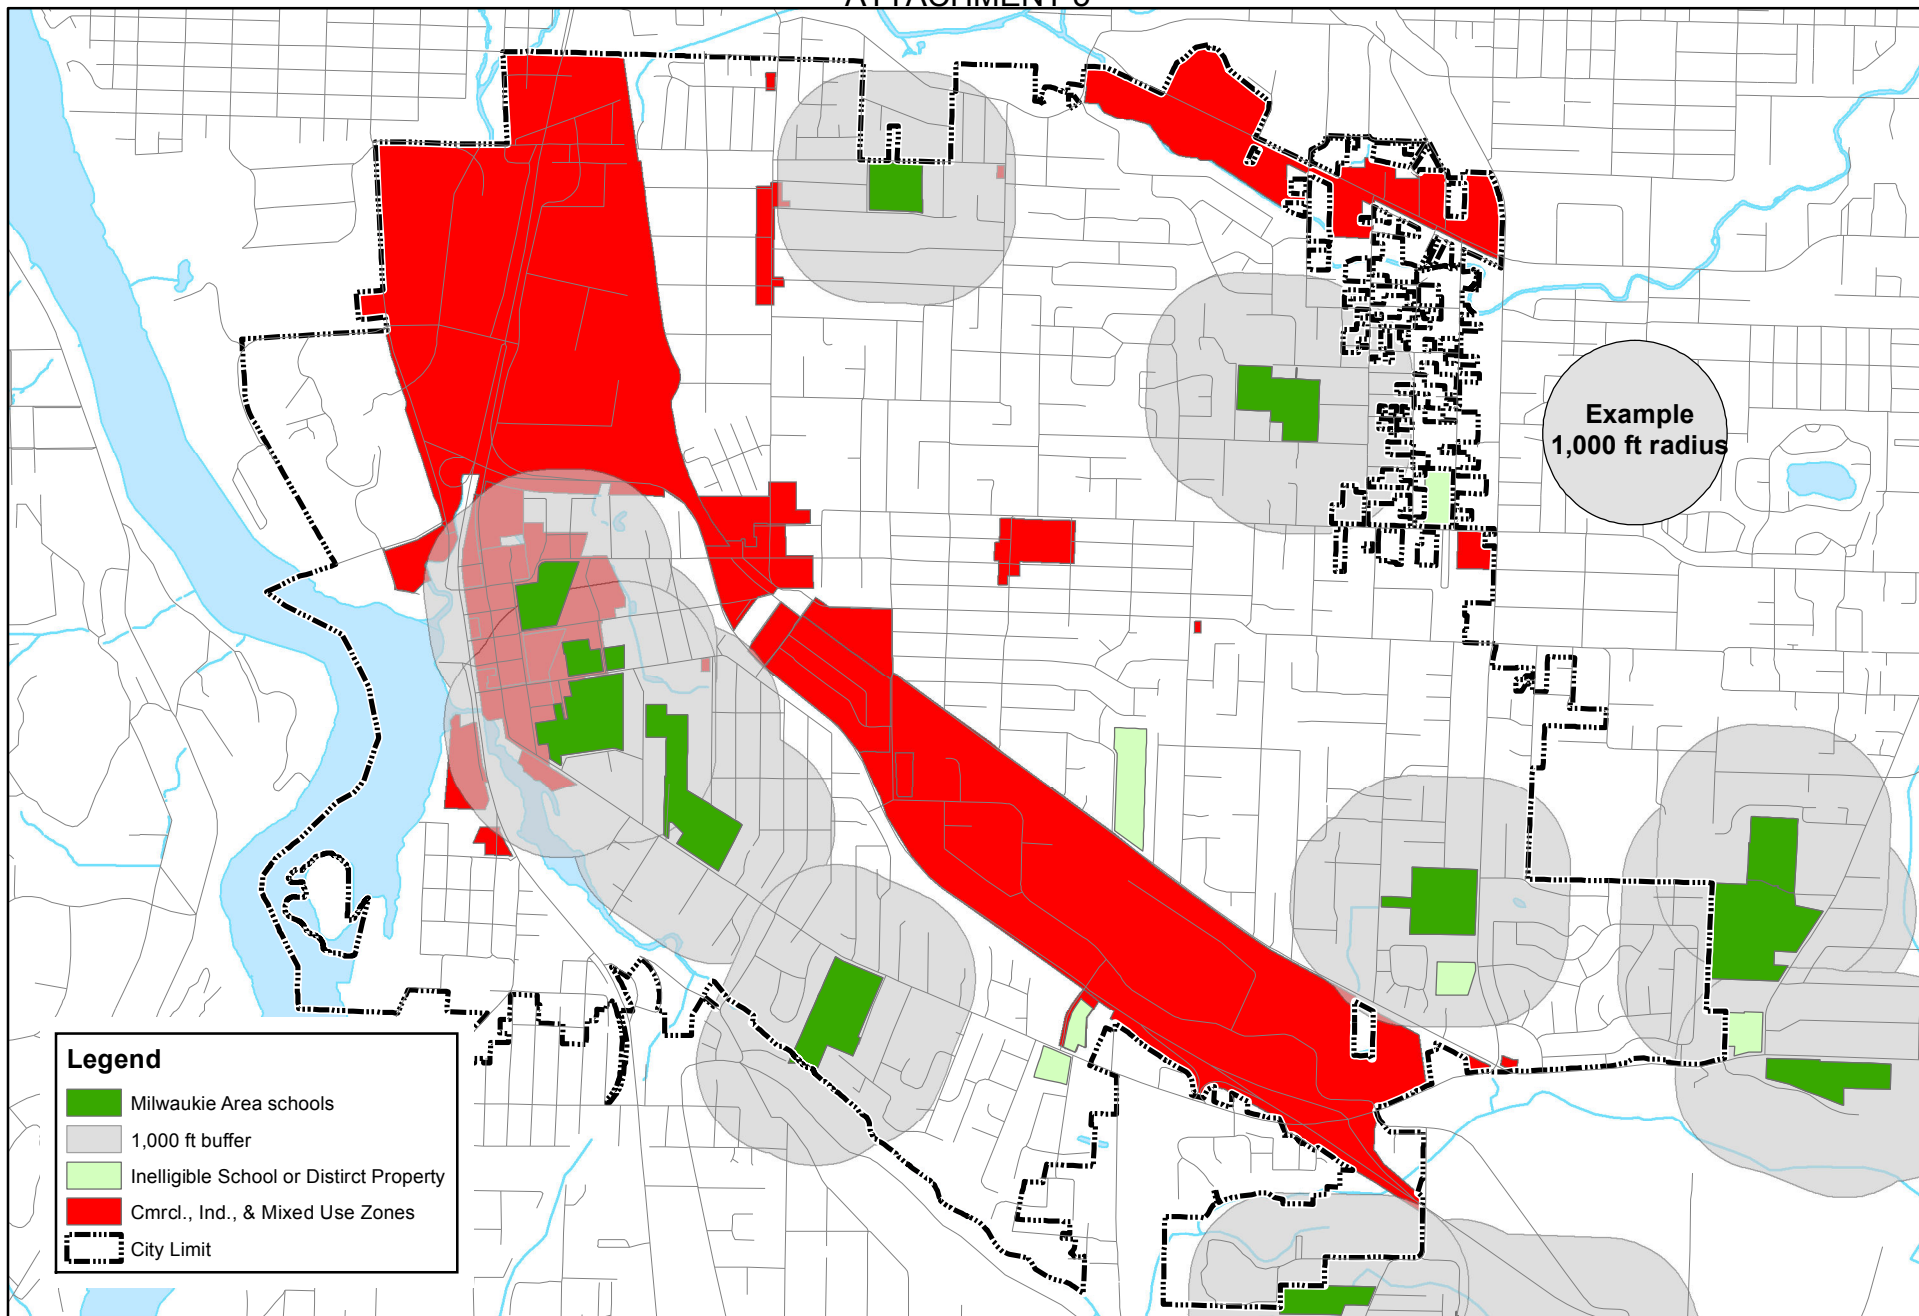 Example
1,000 ft radius
Legend
Milwaukie Area schools
1,000 ft buffer
Inelligible School or Distirct Property
Cmrcl., Ind., & Mixed Use Zones
City Limit